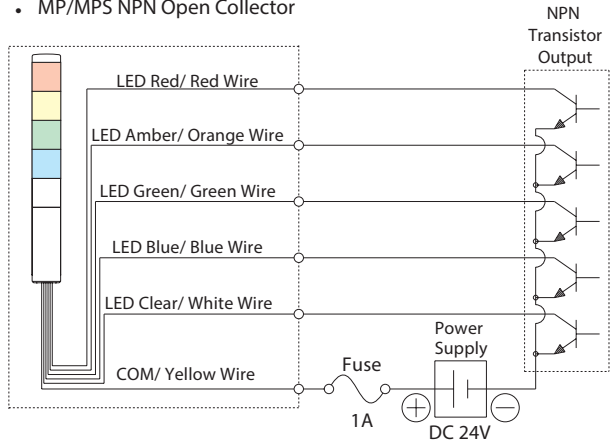 • MP/MPS NPN Open Collector
NPN
Transistor
Output
LED Red/ Red Wire
LED Amber/ Orange Wire
LED Green/ Green Wire
LED Blue/ Blue Wire
LED Clear/ White Wire
COM/ Yellow Wire
Fuse
1A
Power
Supply
+
−
DC 24V